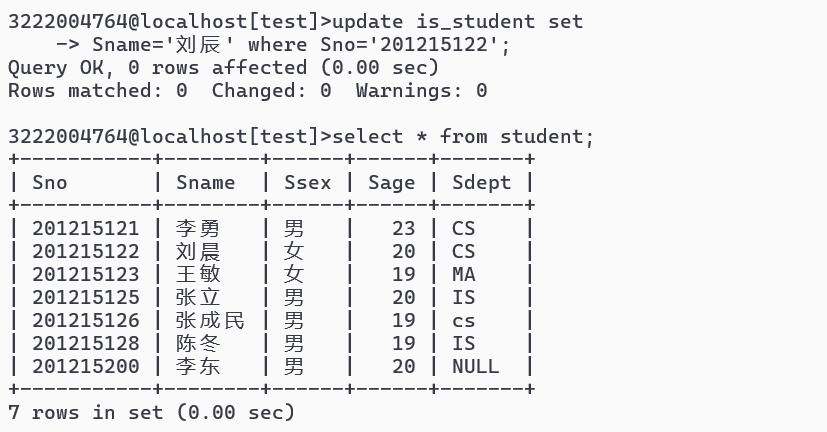 3222004764@localhost[test]>update is_student set
    -> Sname='刘辰' where Sno='201215122';
Query OK, 0 rows affected (0.00 sec)
Rows matched: 0  Changed: 0  Warnings: 0

3222004764@localhost[test]>select * from student;
+-----------+--------+------+------+-------+
| Sno       | Sname  | Ssex | Sage | Sdept |
+-----------+--------+------+------+-------+
| 201215121 | 李勇   | 男   |   23 | CS    |
| 201215122 | 刘晨   | 女   |   20 | CS    |
| 201215123 | 王敏   | 女   |   19 | MA    |
| 201215125 | 张立   | 男   |   20 | IS    |
| 201215126 | 张成民 | 男   |   19 | cs    |
| 201215128 | 陈冬   | 男   |   19 | IS    |
| 201215200 | 李东   | 男   |   20 | NULL  |
+-----------+--------+------+------+-------+
7 rows in set (0.00 sec)